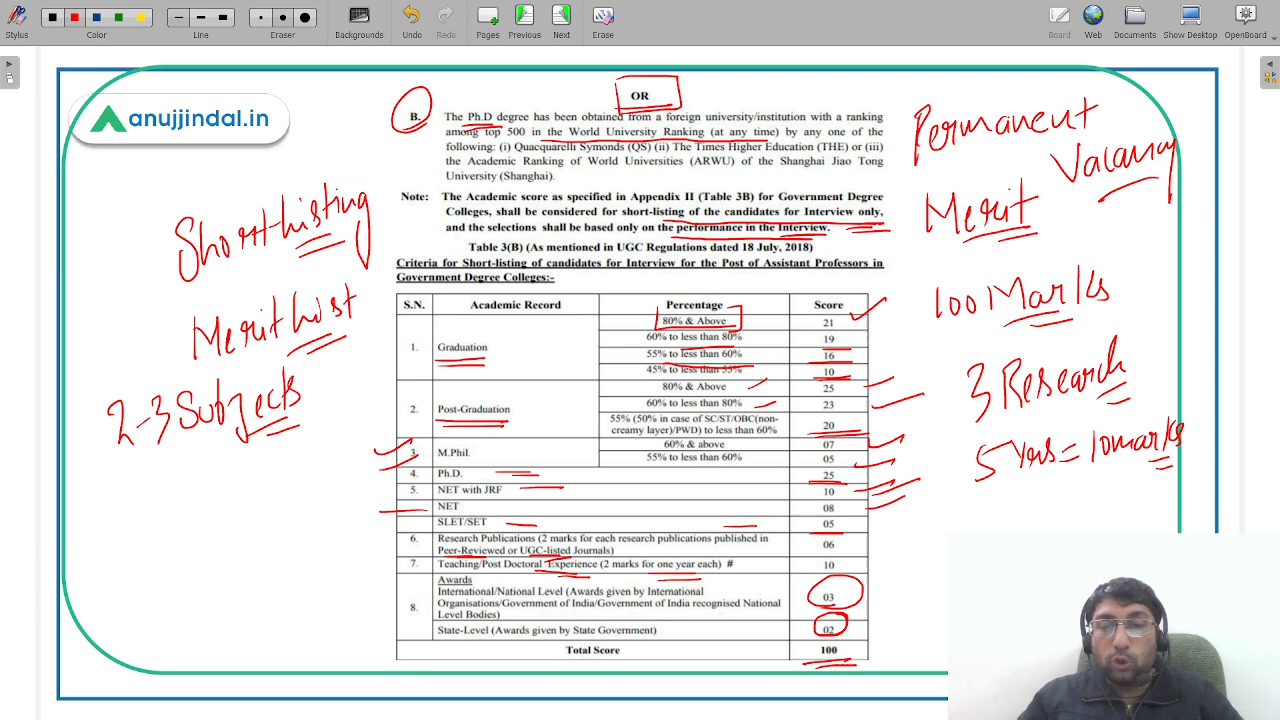 Stylus
Color
Line
Eraser
Backgrounds
Undo
Redo
Pages
Previous
Next
Erase
Board
Web
Documents
Show Desktop
OpenBoard
anujjindal.in
OR
B. The Ph.D degree has been obtained from a foreign university/institution with a ranking
among top 500 in the World University Ranking (at any time) by any one of the
following: (i) Quacquarelli Symonds (QS) (ii) The Times Higher Education (THE) or (iii)
the Academic Ranking of World Universities (ARWU) of the Shanghai Jiao Tong
University (Shanghai).
Note: The Academic score as specified in Appendix II (Table 3B) for Government Degree
Colleges, shall be considered for short-listing of the candidates for Interview only,
and the selections shall be based only on the performance in the Interview.
Table 3(B) (As mentioned in UGC Regulations dated 18 July, 2018)
Criteria for Short-listing of candidates for Interview for the Post of Assistant Professors in
Government Degree Colleges:-
S.N. Academic Record Percentage Score
1. Graduation
80% & Above 21
60% to less than 80% 19
55% to less than 60% 16
45% to less than 55% 10
2. Post-Graduation
80% & Above 25
60% to less than 80% 23
55% (50% in case of SC/ST/OBC(non-
creamy layer)/PWD) to less than 60% 20
3. M.Phil.
60% & above 07
55% to less than 60% 05
4. Ph.D. 25
5. NET with JRF 10
NET 08
SLET/SET 05
6. Research Publications (2 marks for each research publications published in
Peer-Reviewed or UGC-listed Journals) 06
7. Teaching/Post Doctoral Experience (2 marks for one year each) # 10
8. Awards
International/National Level (Awards given by International
Organisations/Government of India/Government of India recognised National
Level Bodies) 03
State-Level (Awards given by State Government) 02
Total Score 100
Shortlisting
Merit List
2-3 Subjects
Permanent
Vacancy
Merit
100 Marks
3 Research
5 Yrs = 10 marks